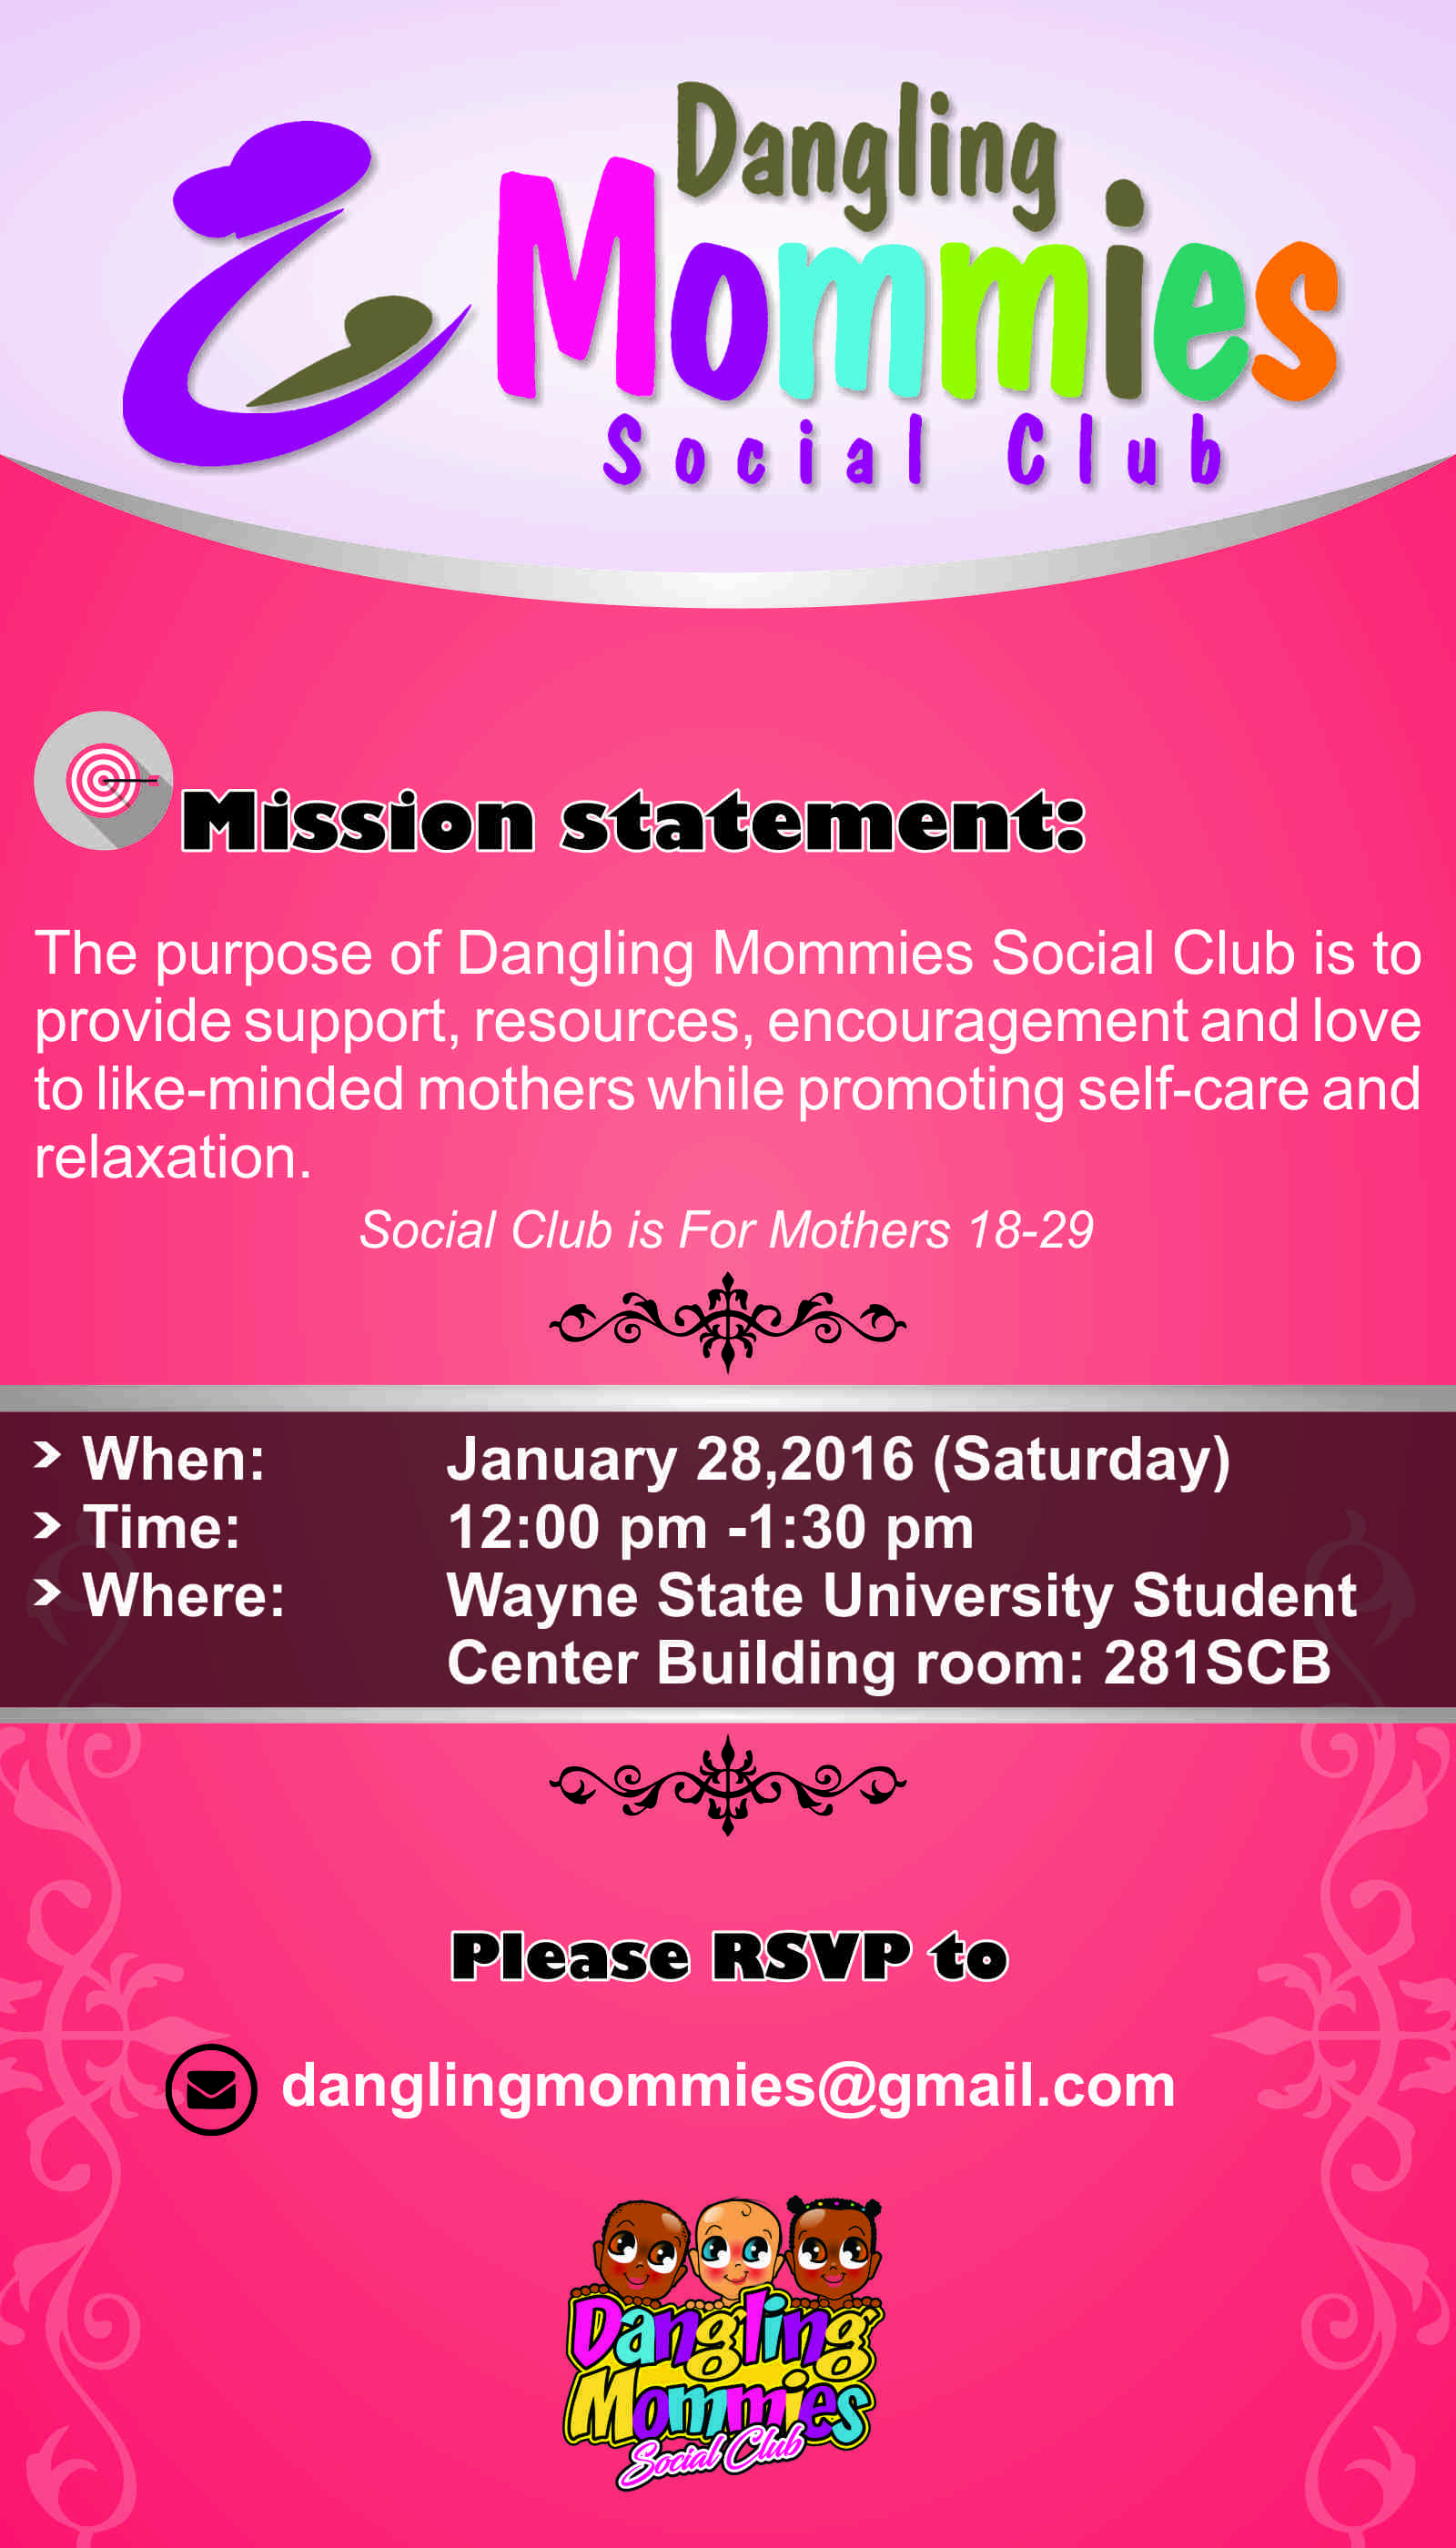 Dangling
Mommies
Social Club
Mission statement:
The purpose of Dangling Mommies Social Club is to
provide support, resources, encouragement and love
to like-minded mothers while promoting self-care and
relaxation.
Social Club is For Mothers 18-29
When: January 28,2016 (Saturday)
Time: 12:00 pm -1:30 pm
Where: Wayne State University Student
Center Building room: 281SCB
Please RSVP to
danglingmommies@gmail.com
Dangling
Mommies
Social Club